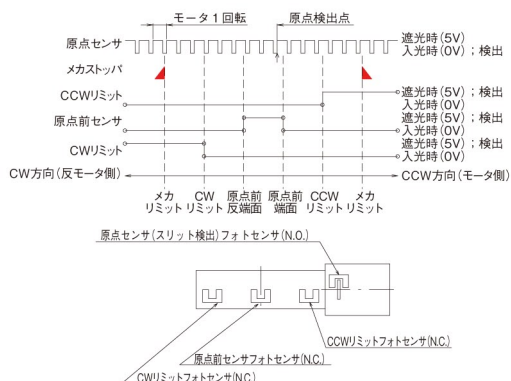 モータ1回転
原点検出点
原点センサ
遮光時(5V)
入光時(0V);検出
メカストッパ
CCWリミット
遮光時(5V);検出
入光時(0V)
原点前センサ
遮光時(5V);検出
入光時(0V)
CWリミット
遮光時(5V);検出
入光時(0V)
CW方向(反モータ側)
CCW方向(モータ側)
メカ
リミット
CW
リミット
原点前
反端面
原点前
端面
CCW
リミット
メカ
リミット
原点センサ(スリット検出)フォトセンサ(N.O.)
CCWリミットフォトセンサ(N.C.)
原点前センサフォトセンサ(N.C.)
CWリミットフォトセンサ(N.C.)